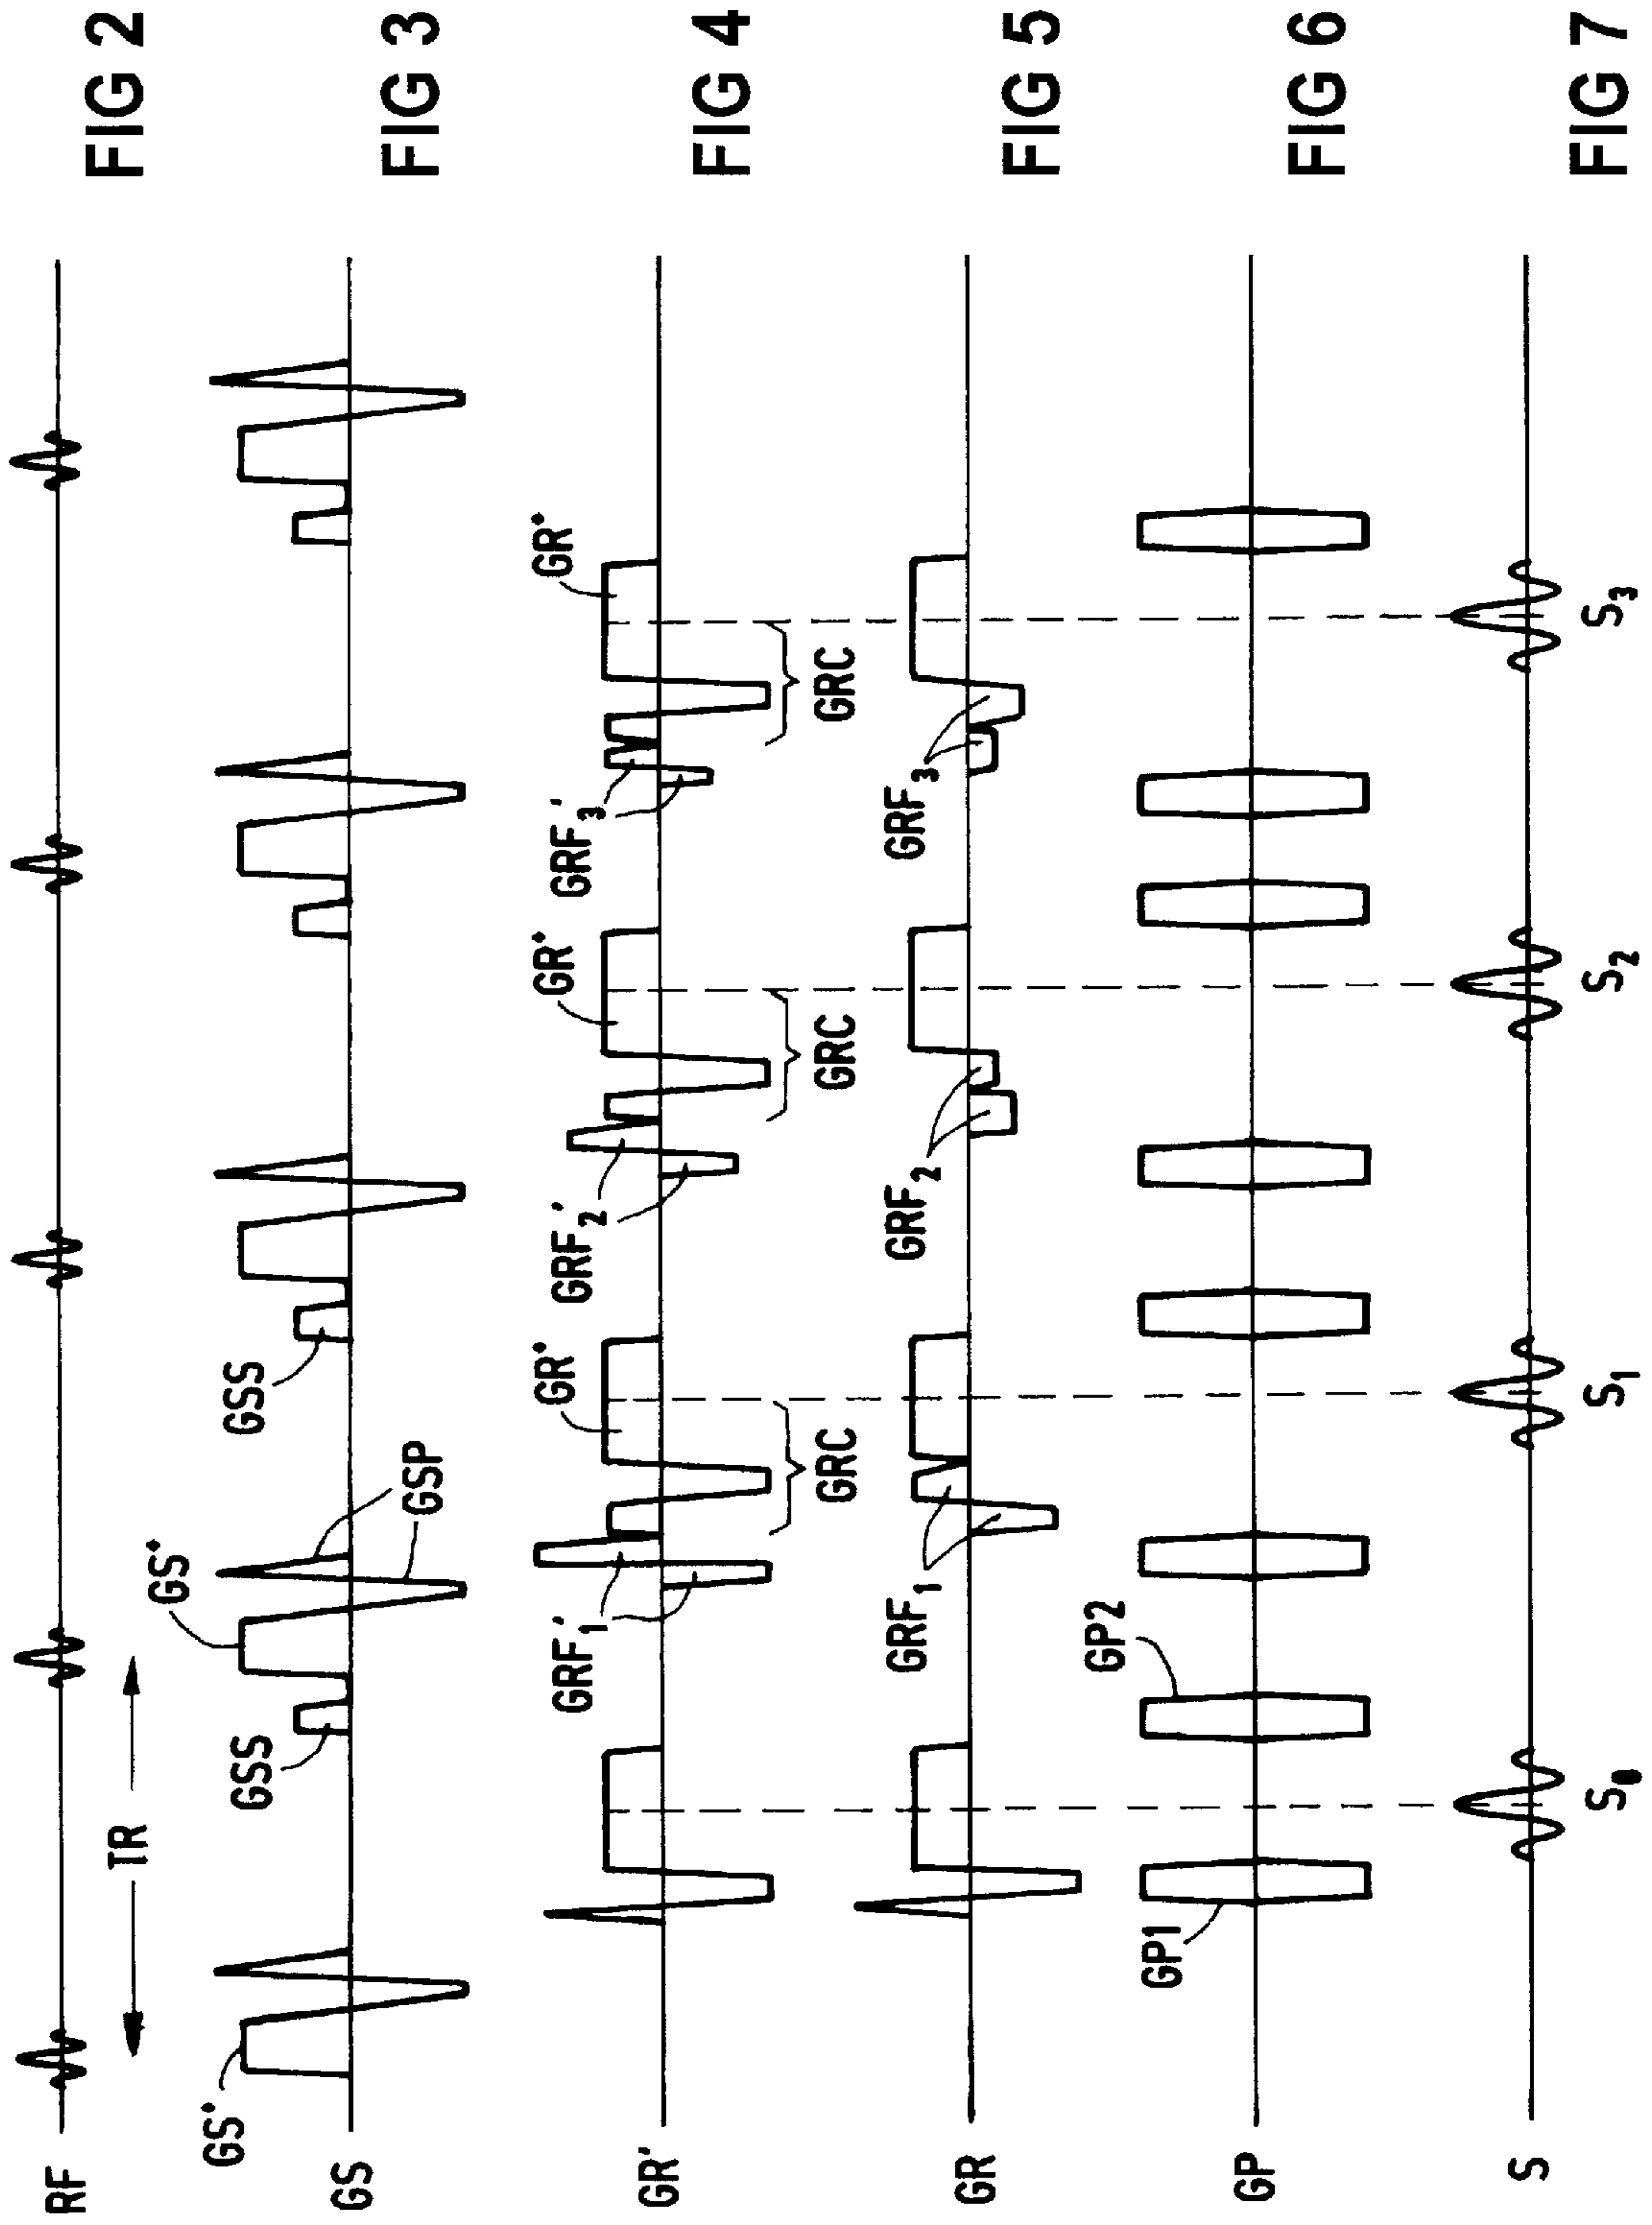 RF
TR
FIG 2
GS
GS⁺
GSS
GS⁺
GSP
GSS
FIG 3
GR'
GRF₁'
GR⁺
GRC
GRF₂'
GR⁺
GRC
GRF₃'
GR⁺
GRC
FIG 4
GR
GRF₁
GRF₂
GRF₃
FIG 5
GP
GP1
GP2
FIG 6
S
S₀
S₁
S₂
S₃
FIG 7